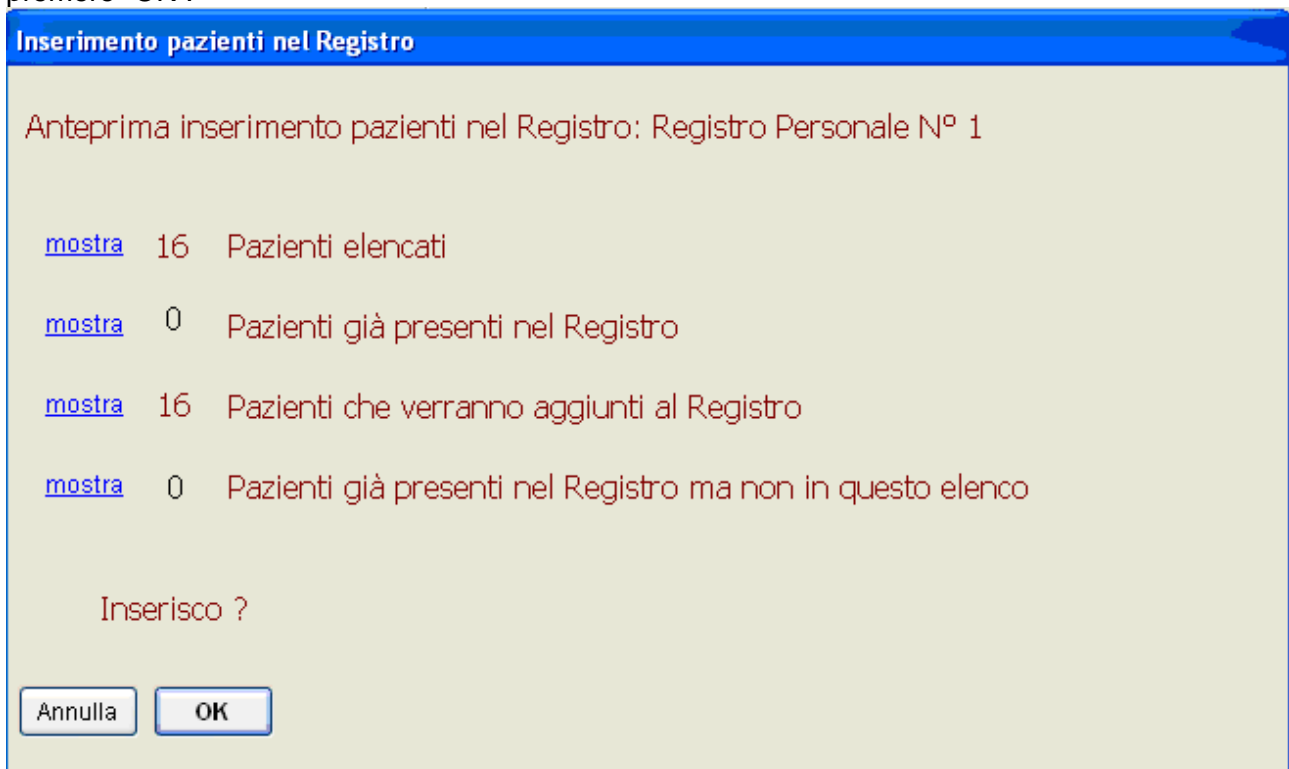 Inserimento pazienti nel Registro
Anteprima inserimento pazienti nel Registro: Registro Personale Nº 1
mostra 16 Pazienti elencati
mostra 0 Pazienti già presenti nel Registro
mostra 16 Pazienti che verranno aggiunti al Registro
mostra 0 Pazienti già presenti nel Registro ma non in questo elenco
Inserisco ?
Annulla OK